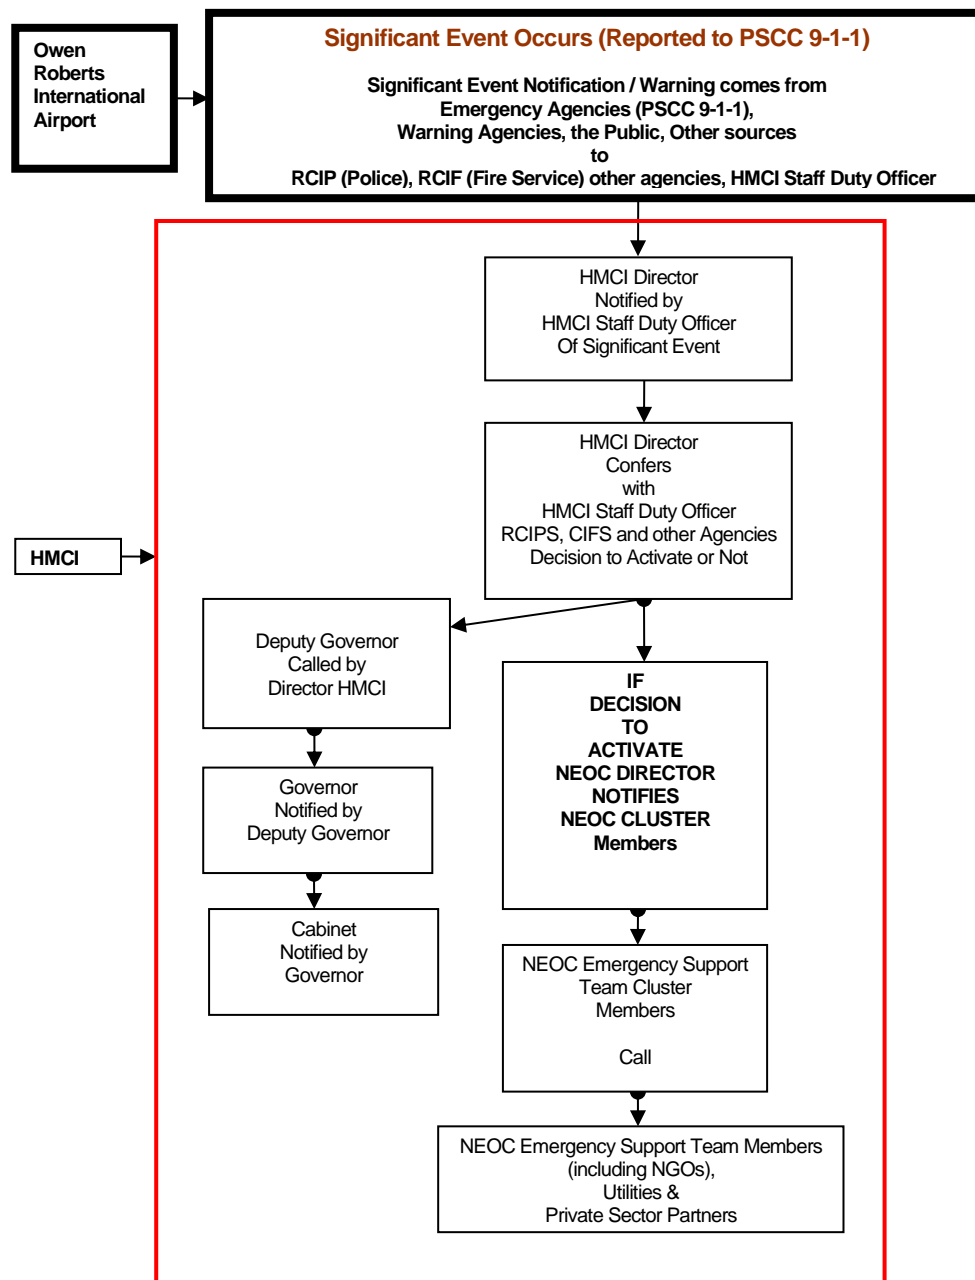 Owen
Roberts
International
Airport
Significant Event Occurs (Reported to PSCC 9-1-1)
Significant Event Notification / Warning comes from
Emergency Agencies (PSCC 9-1-1),
Warning Agencies, the Public, Other sources
to
RCIP (Police), RCIF (Fire Service) other agencies, HMCI Staff Duty Officer
HMCI Director
Notified by
HMCI Staff Duty Officer
Of Significant Event
HMCI Director
Confers
with
HMCI Staff Duty Officer
RCIPS, CIFS and other Agencies
Decision to Activate or Not
HMCI
Deputy Governor
Called by
Director HMCI
Governor
Notified by
Deputy Governor
Cabinet
Notified by
Governor
IF
DECISION
TO
ACTIVATE
NEOC DIRECTOR
NOTIFIES
NEOC CLUSTER
Members
NEOC Emergency Support
Team Cluster
Members
Call
NEOC Emergency Support Team Members
(including NGOs),
Utilities &
Private Sector Partners